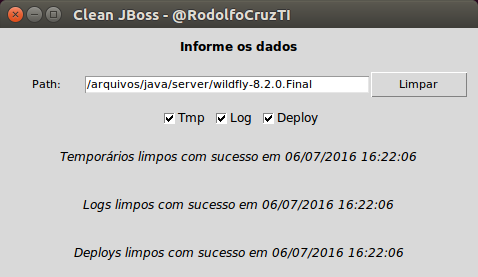 Clean JBoss - @RodolfoCruzTI
Informe os dados
Path: /arquivos/java/server/wildfly-8.2.0.Final Limpar
Tmp Log Deploy
Temporários limpos com sucesso em 06/07/2016 16:22:06
Logs limpos com sucesso em 06/07/2016 16:22:06
Deploys limpos com sucesso em 06/07/2016 16:22:06